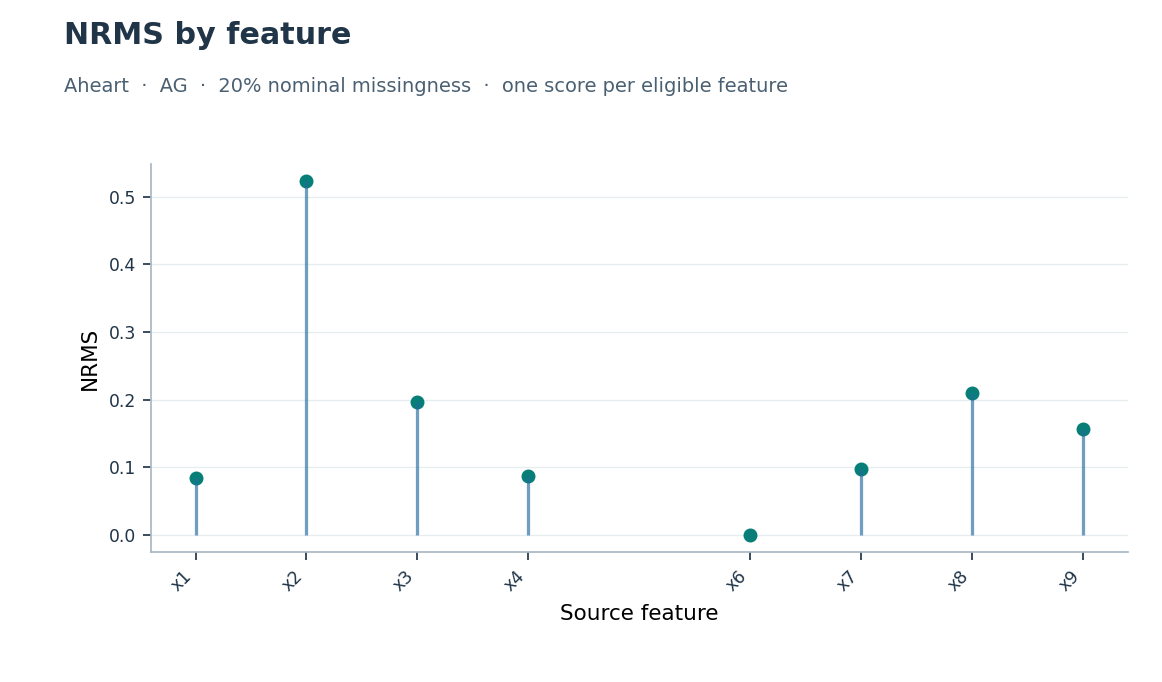 NRMS by feature
Aheart · AG · 20% nominal missingness · one score per eligible feature
0.5
0.4
0.3
0.2
0.1
0.0
NRMS
x1
x2
x3
x4
x6
x7
x8
x9
Source feature